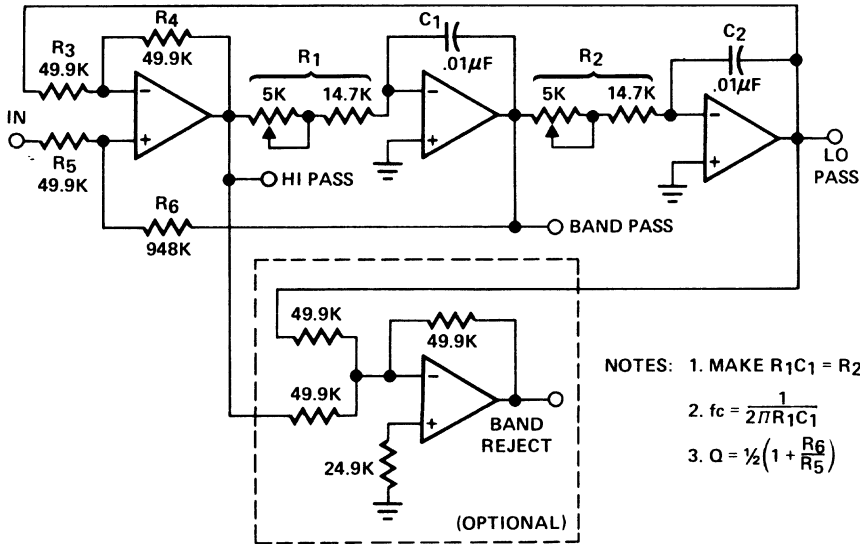 R4
49.9K
R3
49.9K
IN
R5
49.9K
R6
948K
R1
5K
14.7K
C1
.01μF
R2
5K
14.7K
C2
.01μF
−
+
−
+
−
+
HI PASS
BAND PASS
LO
PASS
49.9K
49.9K
49.9K
−
+
24.9K
BAND
REJECT
(OPTIONAL)
NOTES: 1. MAKE R1C1 = R2
2. fc = 1
2ΠR1C1
3. Q = ½(1 + R6
R5)